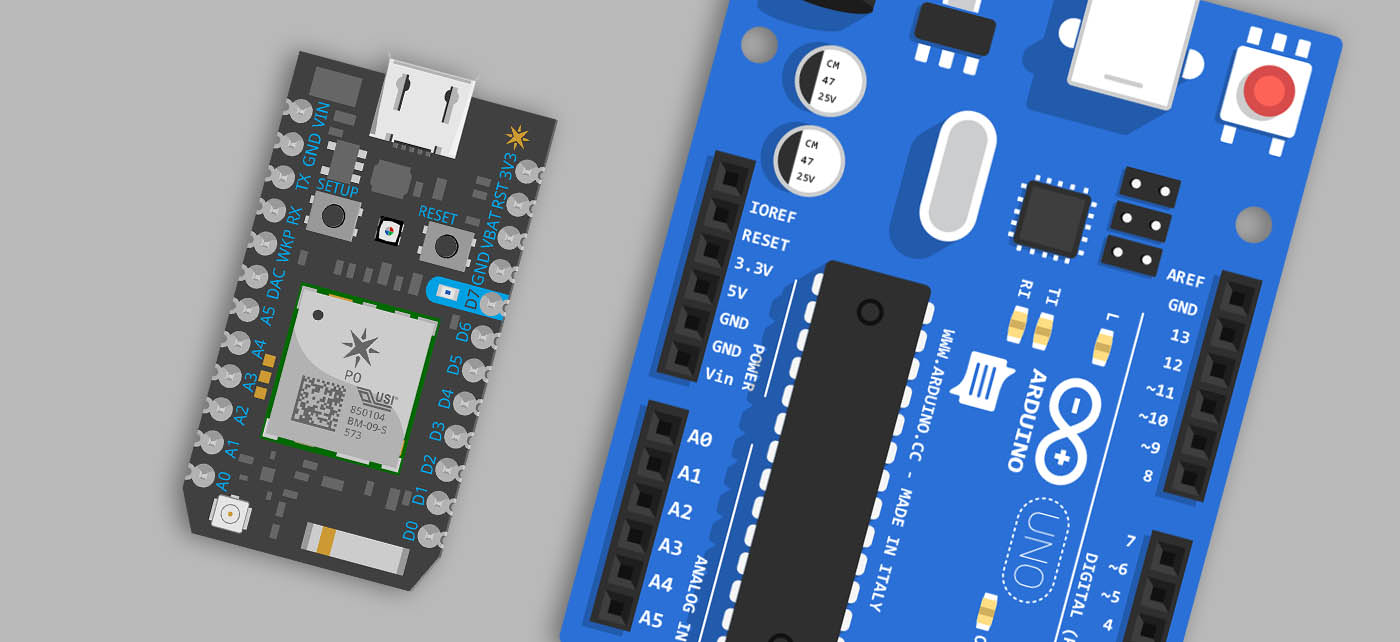 VIN
GND
TX
RX
WKP
DAC
A5
A4
A3
A2
A1
A0
SETUP
RESET
3V3
RST
VBAT
GND
D7
D6
D5
D4
D3
D2
D1
D0
P0
USI
850104
BM-09-S
573
CM
47
25V
CM
47
25V
IOREF
RESET
3.3V
5V
GND
GND
Vin
POWER
A0
A1
A2
A3
A4
A5
ANALOG IN
WWW.ARDUINO.CC - MADE IN ITALY
RI
TI
L
ARDUINO
UNO
AREF
GND
13
12
~11
~10
~9
8
7
~6
~5
4
DIGITAL (